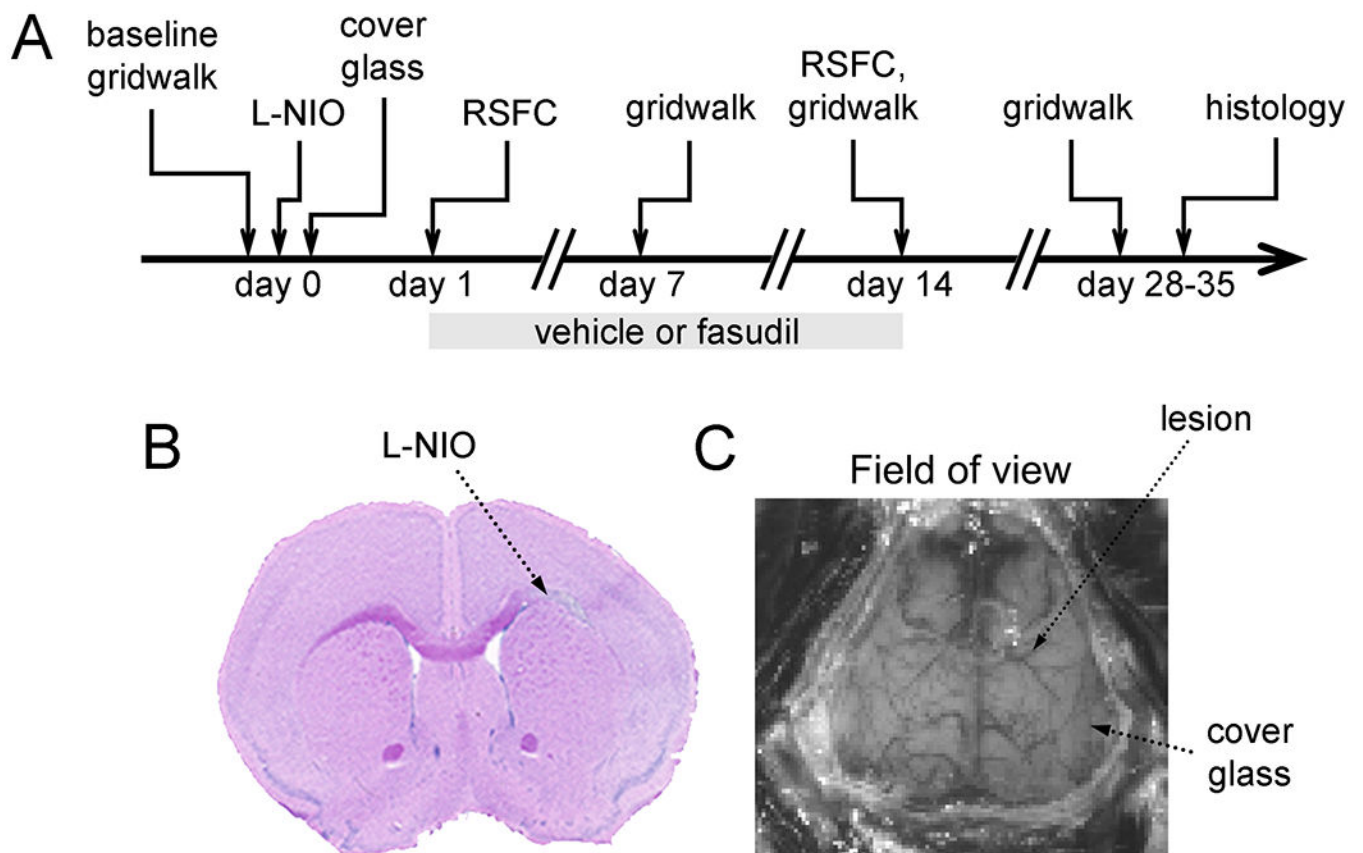 A
baseline
gridwalk
L-NIO
cover
glass
RSFC
gridwalk
RSFC,
gridwalk
gridwalk
histology
day 0
day 1
day 7
day 14
day 28-35
vehicle or fasudil
B
L-NIO
C
Field of view
lesion
cover
glass